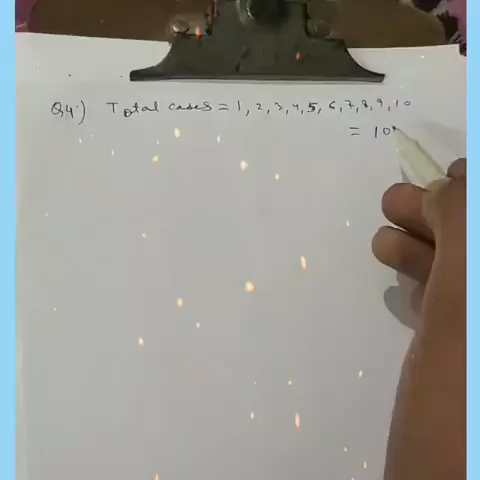 Q4.) Total cases = 1, 2, 3, 4, 5, 6, 7, 8, 9, 10
= 10